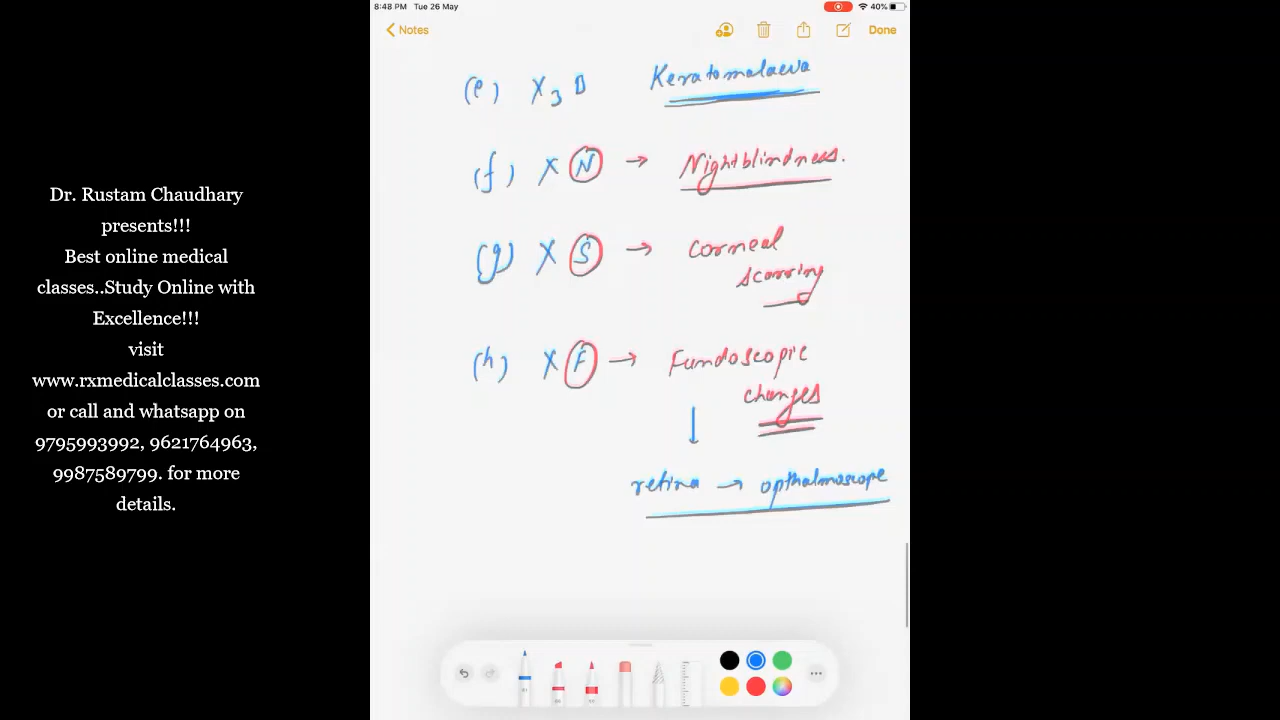 8:48 PM Tue 26 May
40%
Notes
Done
Dr. Rustam Chaudhary
presents!!!
Best online medical
classes..Study Online with
Excellence!!!
visit
www.rxmedicalclasses.com
or call and whatsapp on
9795993992, 9621764963,
9987589799. for more
details.
(e) X3 B Keratomalacia
(f) X N → Nightblindness.
(g) X S → corneal
scarring
(h) X F → Fundoscopic
changes
↓
retina → opthalmoscope